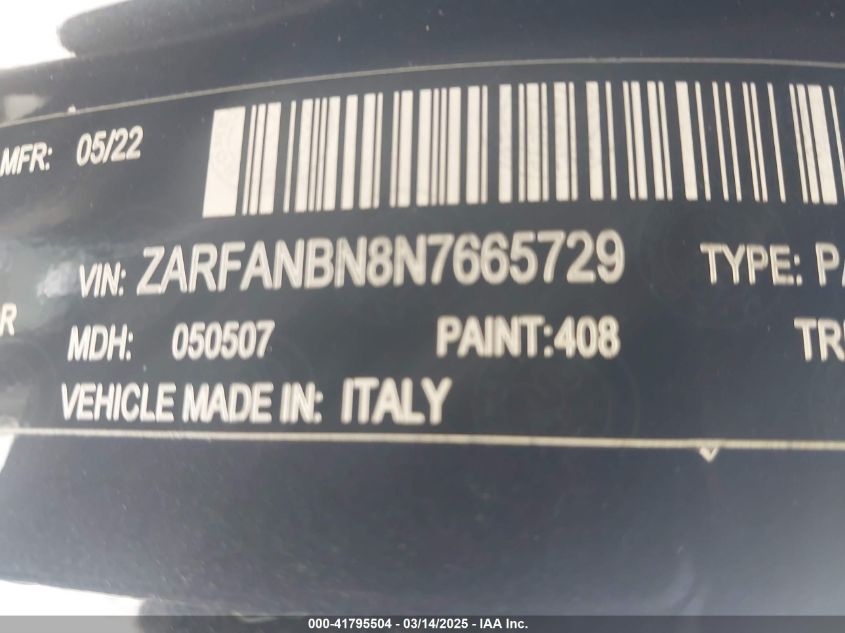 MFR: 05/22
VIN: ZARFANBN8N7665729 TYPE:
R
MDH: 050507 PAINT:408
VEHICLE MADE IN: ITALY
000-41795504 - 03/14/2025 - IAA Inc.